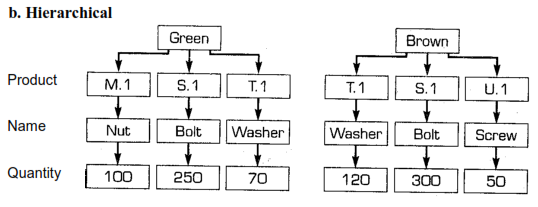 b. Hierarchical
Green Brown
Product M.1 S.1 T.1 T.1 S.1 U.1
Name Nut Bolt Washer Washer Bolt Screw
Quantity 100 250 70 120 300 50